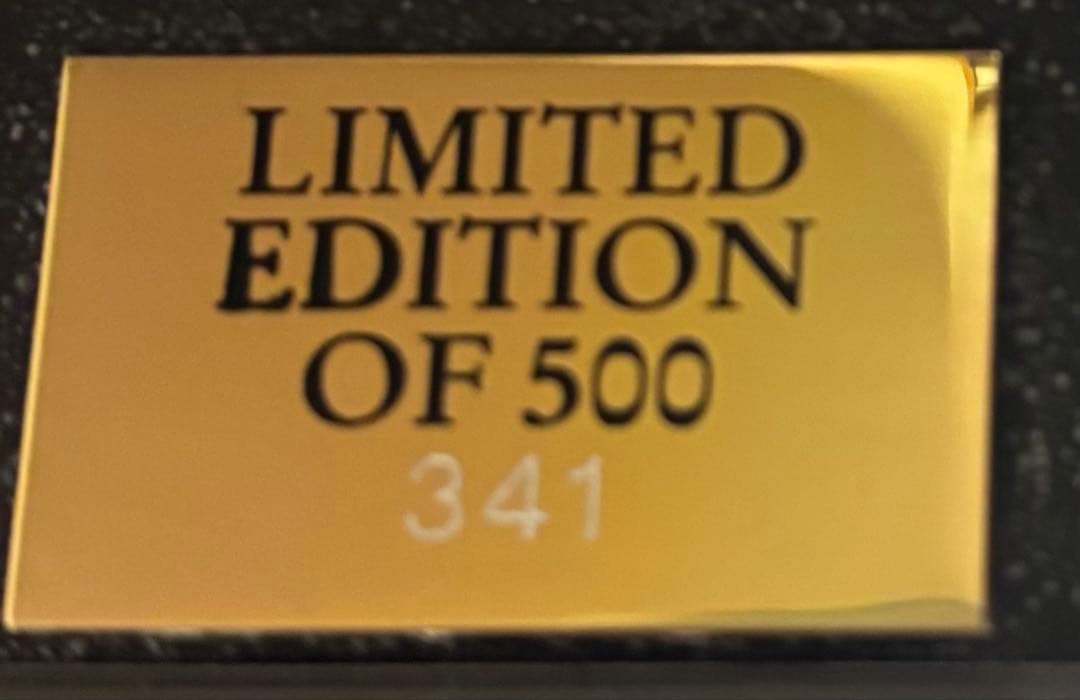 LIMITED
EDITION
OF 500
341